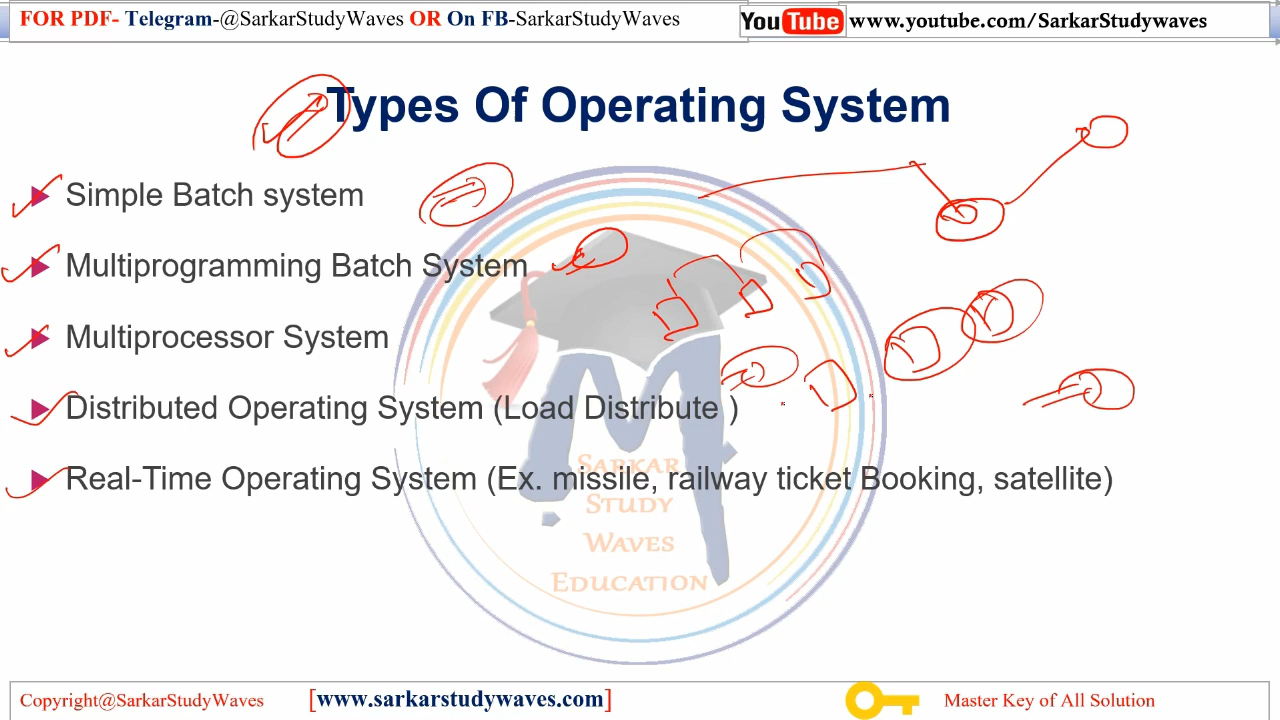 FOR PDF- Telegram-@SarkarStudyWaves OR On FB-SarkarStudyWaves
YouTube www.youtube.com/SarkarStudywaves
Types Of Operating System
Simple Batch system
Multiprogramming Batch System
Multiprocessor System
Distributed Operating System (Load Distribute )
Real-Time Operating System (Ex. missile, railway ticket Booking, satellite)
SARKAR
STUDY
WAVES
EDUCATION
Copyright@SarkarStudyWaves
[www.sarkarstudywaves.com]
Master Key of All Solution